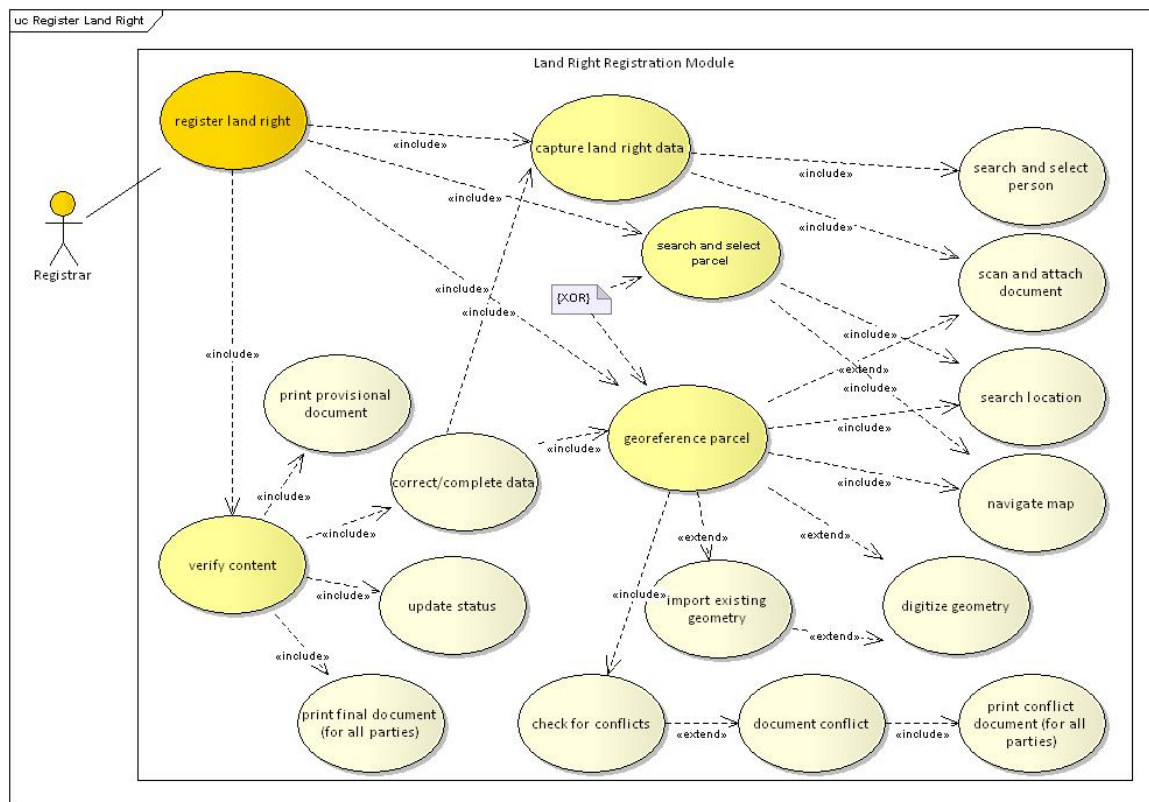 uc Register Land Right
Land Right Registration Module
register land right
capture land right data
search and select
person
«include»
«include»
«include»
«include»
search and select
parcel
scan and attach
document
Registrar
{XOR}
«include»
«include»
«include»
«include»
«extend»
«include»
print provisional
document
search location
georeference parcel
«include»
«include»
correct/complete data
«include»
«include»
navigate map
«include»
«extend»
«extend»
verify content
«include»
update status
«include»
import existing
geometry
digitize geometry
«extend»
«include»
print final document
(for all parties)
check for conflicts
«extend»
document conflict
«include»
print conflict
document (for all
parties)